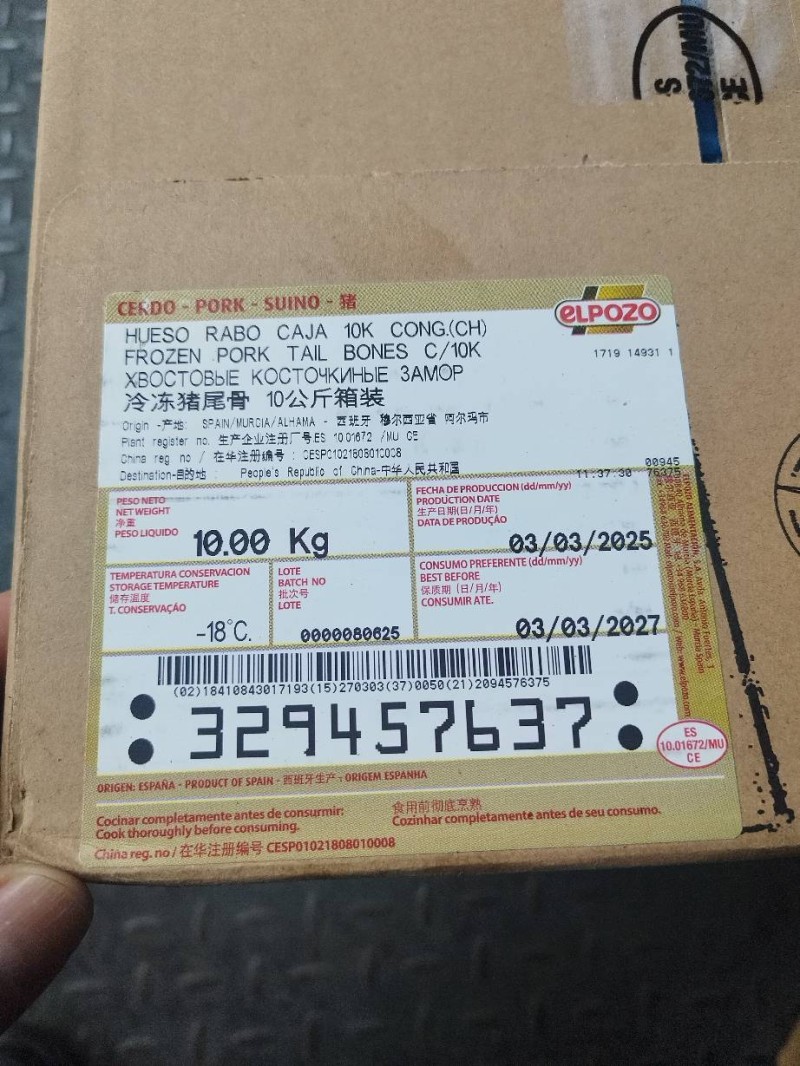 CERDO - PORK - SUINO - 猪
elPOZO
HUESO RABO CAJA 10K CONG.(CH)
FROZEN PORK TAIL BONES C/10K
1719 14931 1
ХВОСТОВЫЕ КОСТОЧКИНЫЕ ЗАМОР
冷冻猪尾骨 10公斤箱装
Origin -产地: SPAIN/MURCIA/ALHAMA - 西班牙 穆尔西亚省 阿尔玛市
Plant register no. 生产企业注册厂号.ES 10.01672 /MU CE
China reg no / 在华注册编号 : CESP01021808010008
Destination-目的地 : People's Republic of China-中华人民共和国
00945
11:37:30 76375
PESO NETO
NET WEIGHT
净重
PESO LIQUIDO
10.00 Kg
FECHA DE PRODUCCION (dd/mm/yy)
PRODUCTION DATE
生产日期(日/月/年)
DATA DE PRODUÇÃO
03/03/2025
TEMPERATURA CONSERVACION
STORAGE TEMPERATURE
储存温度
T. CONSERVAÇÃO
-18°C.
LOTE
BATCH NO
批次号
LOTE
0000080625
CONSUMO PREFERENTE (dd/mm/yy)
BEST BEFORE
保质期 (日/月/年)
CONSUMIR ATE.
03/03/2027
(02)18410843017193(15)270303(37)0050(21)2094576375
329457637
ES
10.01672/MU
CE
ORIGEN: ESPAÑA - PRODUCT OF SPAIN - 西班牙生产 : ORIGEM ESPANHA
Cocinar completamente antes de consumir:
Cook thoroughly before consuming.
食用前彻底烹熟
Cozinhar completamente antes de seu consumo.
China reg. no / 在华注册编号 CESP01021808010008